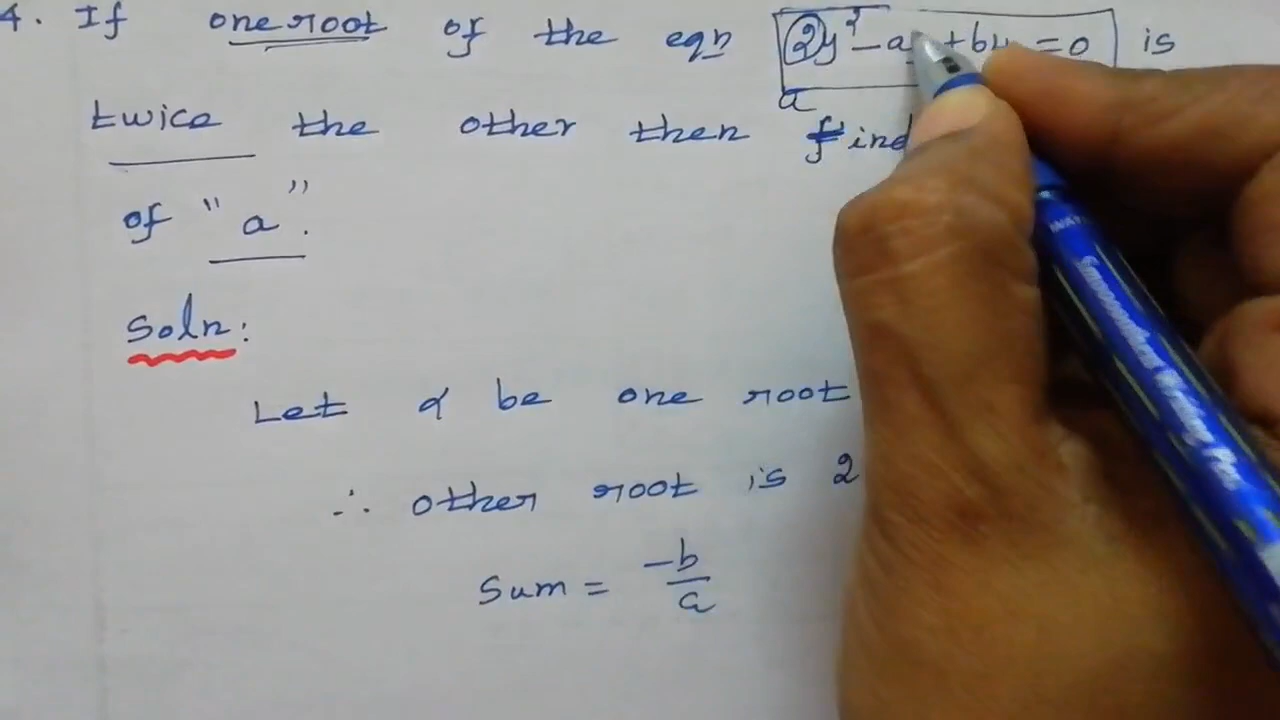 4. If one root of the eqn 2y² - a + b = 0 is
a
twice the other then find
of "a".
Soln:
Let α be one root
∴ other root is 2
Sum = -b/a